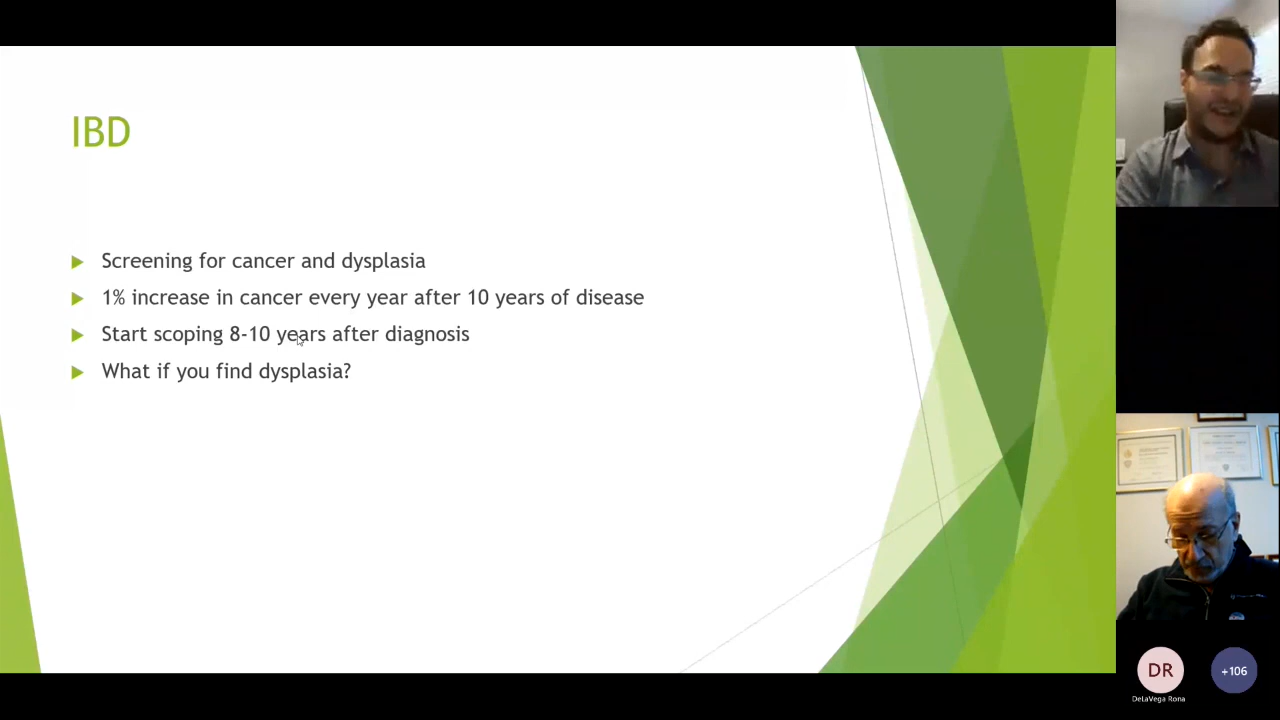 IBD
Screening for cancer and dysplasia
1% increase in cancer every year after 10 years of disease
Start scoping 8-10 years after diagnosis
What if you find dysplasia?
DR
+106
DeLaVega Rona